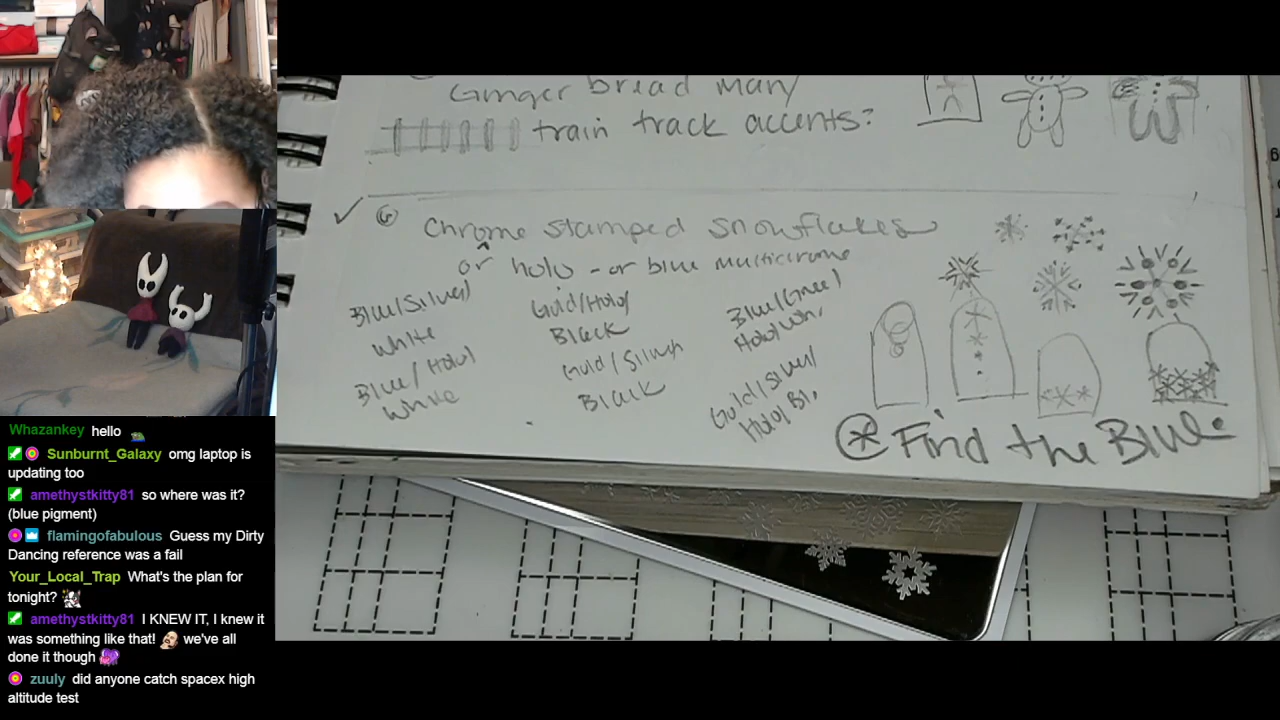 Ginger bread man
train track accents?
✓ 6 Chrome stamped snowflakes
^
or holo - or blue multicrome
Blue/Silver/
White
Blue/Holo/
White
Gold/Holo/
Black
Gold/Silver
Black
Blue/Silver/
Holo/Whi,
Gold/Silver/
Holo Bl,
Find the Blue
Whazankey hello
Sunburnt_Galaxy omg laptop is
updating too
amethystkitty81 so where was it?
(blue pigment)
flamingofabulous Guess my Dirty
Dancing reference was a fail
Your_Local_Trap What's the plan for
tonight?
amethystkitty81 I KNEW IT, I knew it
was something like that! we've all
done it though
zuuly did anyone catch spacex high
altitude test